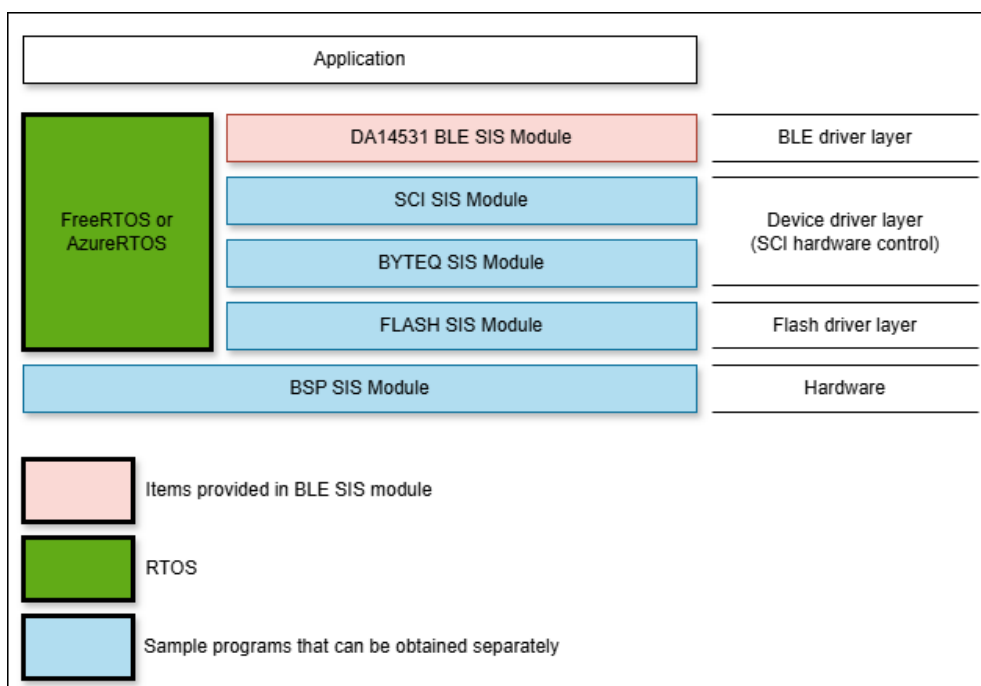 Application
FreeRTOS or
AzureRTOS
DA14531 BLE SIS Module
BLE driver layer
SCI SIS Module
BYTEQ SIS Module
Device driver layer
(SCI hardware control)
FLASH SIS Module
Flash driver layer
BSP SIS Module
Hardware
Items provided in BLE SIS module
RTOS
Sample programs that can be obtained separately